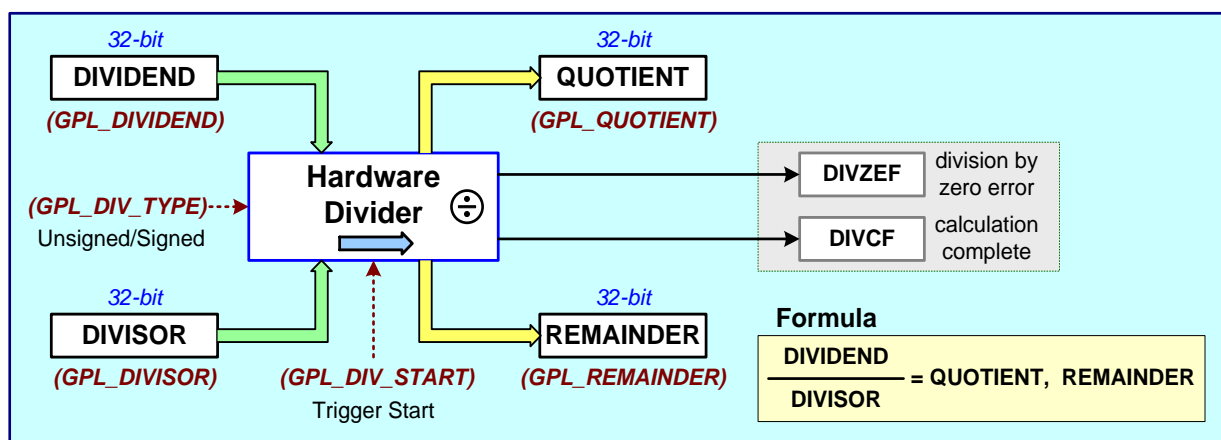 32-bit
DIVIDEND
(GPL_DIVIDEND)
32-bit
QUOTIENT
(GPL_QUOTIENT)
Hardware
Divider
(GPL_DIV_TYPE)
Unsigned/Signed
DIVZEF
division by
zero error
DIVCF
calculation
complete
32-bit
DIVISOR
(GPL_DIVISOR)
(GPL_DIV_START)
Trigger Start
32-bit
REMAINDER
(GPL_REMAINDER)
Formula
DIVIDEND
DIVISOR
= QUOTIENT, REMAINDER